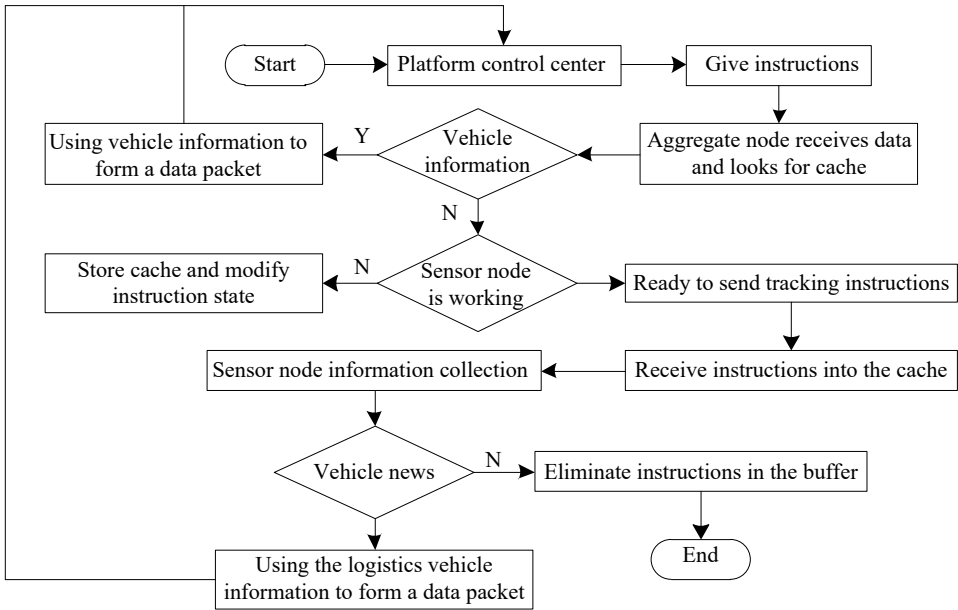 Start
Platform control center
Give instructions
Using vehicle information to
form a data packet
Y
Vehicle
information
Aggregate node receives data
and looks for cache
N
Store cache and modify
instruction state
N
Sensor node
is working
Ready to send tracking instructions
Sensor node information collection
Receive instructions into the cache
Vehicle news
N
Eliminate instructions in the buffer
Using the logistics vehicle
information to form a data packet
End